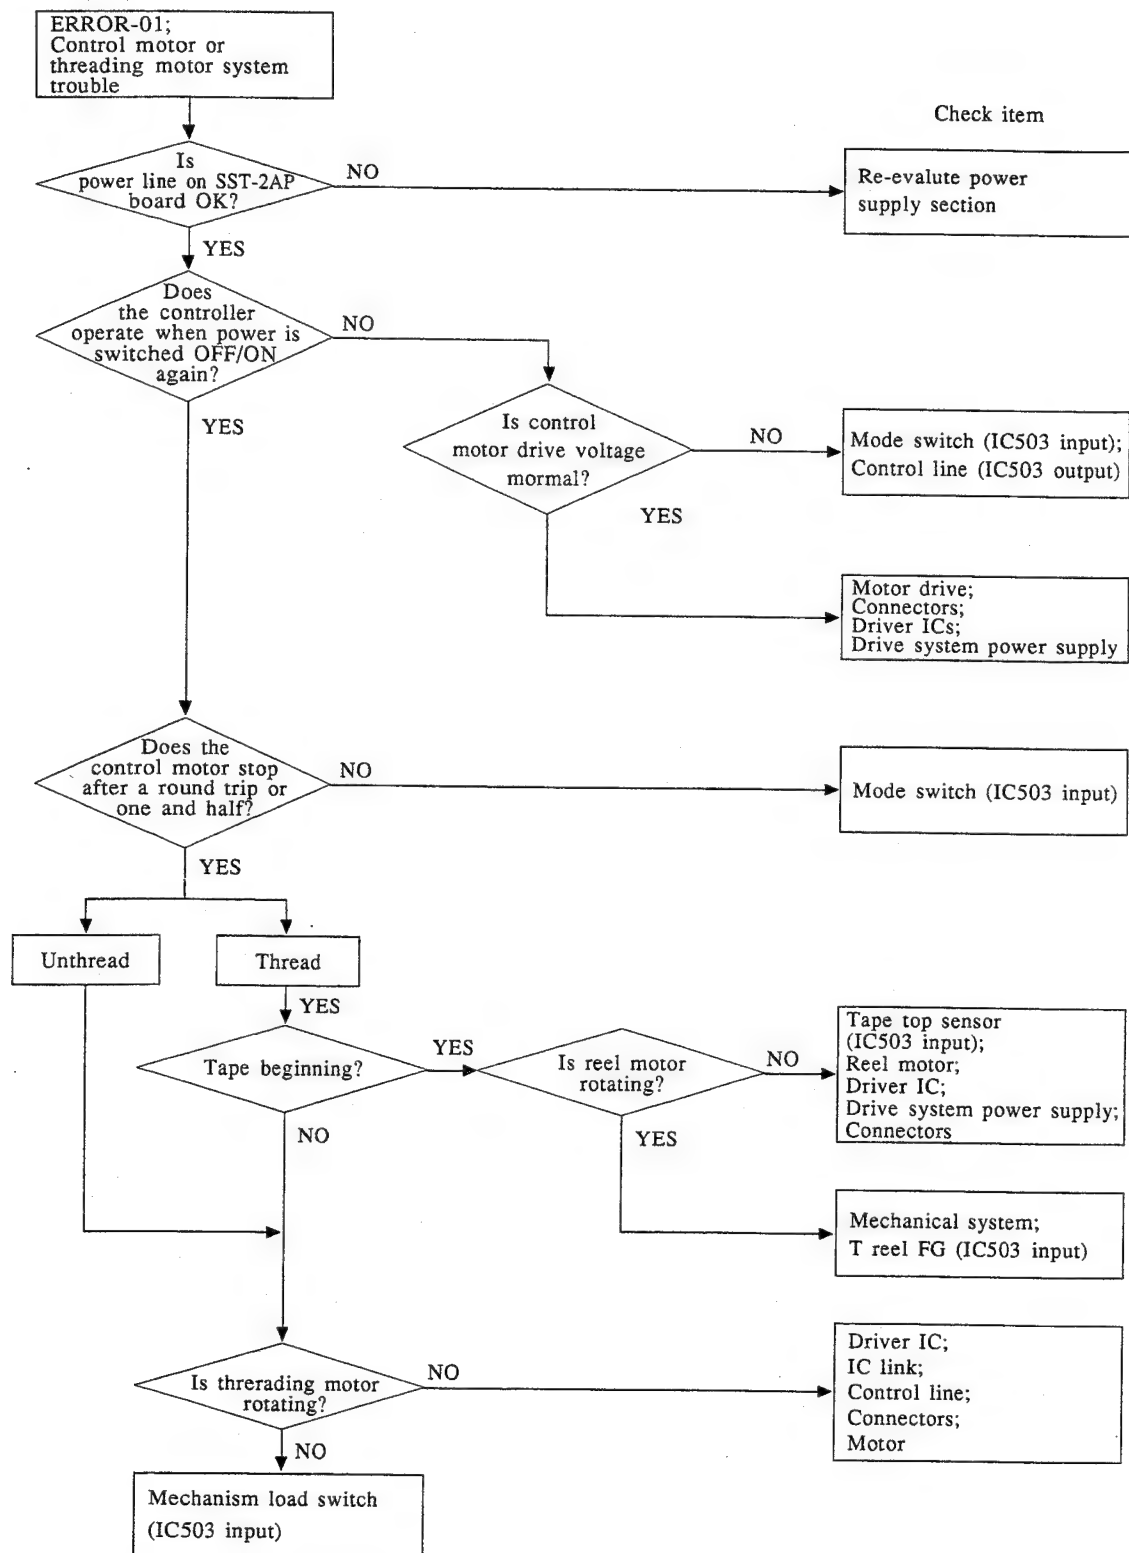 ERROR-01;
Control motor or
threading motor system
trouble
Check item
Is
power line on SST-2AP
board OK?
NO
Re-evalute power
supply section
YES
Does
the controller
operate when power is
switched OFF/ON
again?
NO
YES
Is control
motor drive voltage
mormal?
NO
Mode switch (IC503 input);
Control line (IC503 output)
YES
Motor drive;
Connectors;
Driver ICs;
Drive system power supply
Does the
control motor stop
after a round trip or
one and half?
NO
Mode switch (IC503 input)
YES
Unthread
Thread
YES
Tape beginning?
YES
Is reel motor
rotating?
NO
Tape top sensor
(IC503 input);
Reel motor;
Driver IC;
Drive system power supply;
Connectors
NO
YES
Mechanical system;
T reel FG (IC503 input)
Is threrading motor
rotating?
NO
Driver IC;
IC link;
Control line;
Connectors;
Motor
NO
Mechanism load switch
(IC503 input)